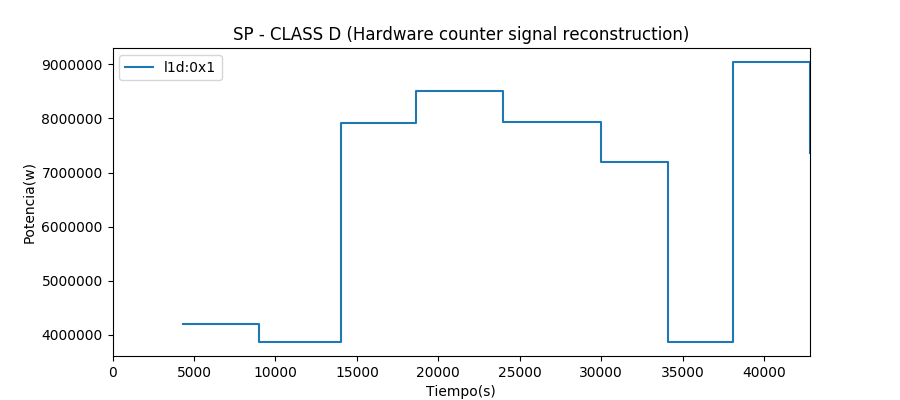 SP - CLASS D (Hardware counter signal reconstruction)
l1d:0x1
Potencia(w)
9000000
8000000
7000000
6000000
5000000
4000000
0 5000 10000 15000 20000 25000 30000 35000 40000
Tiempo(s)